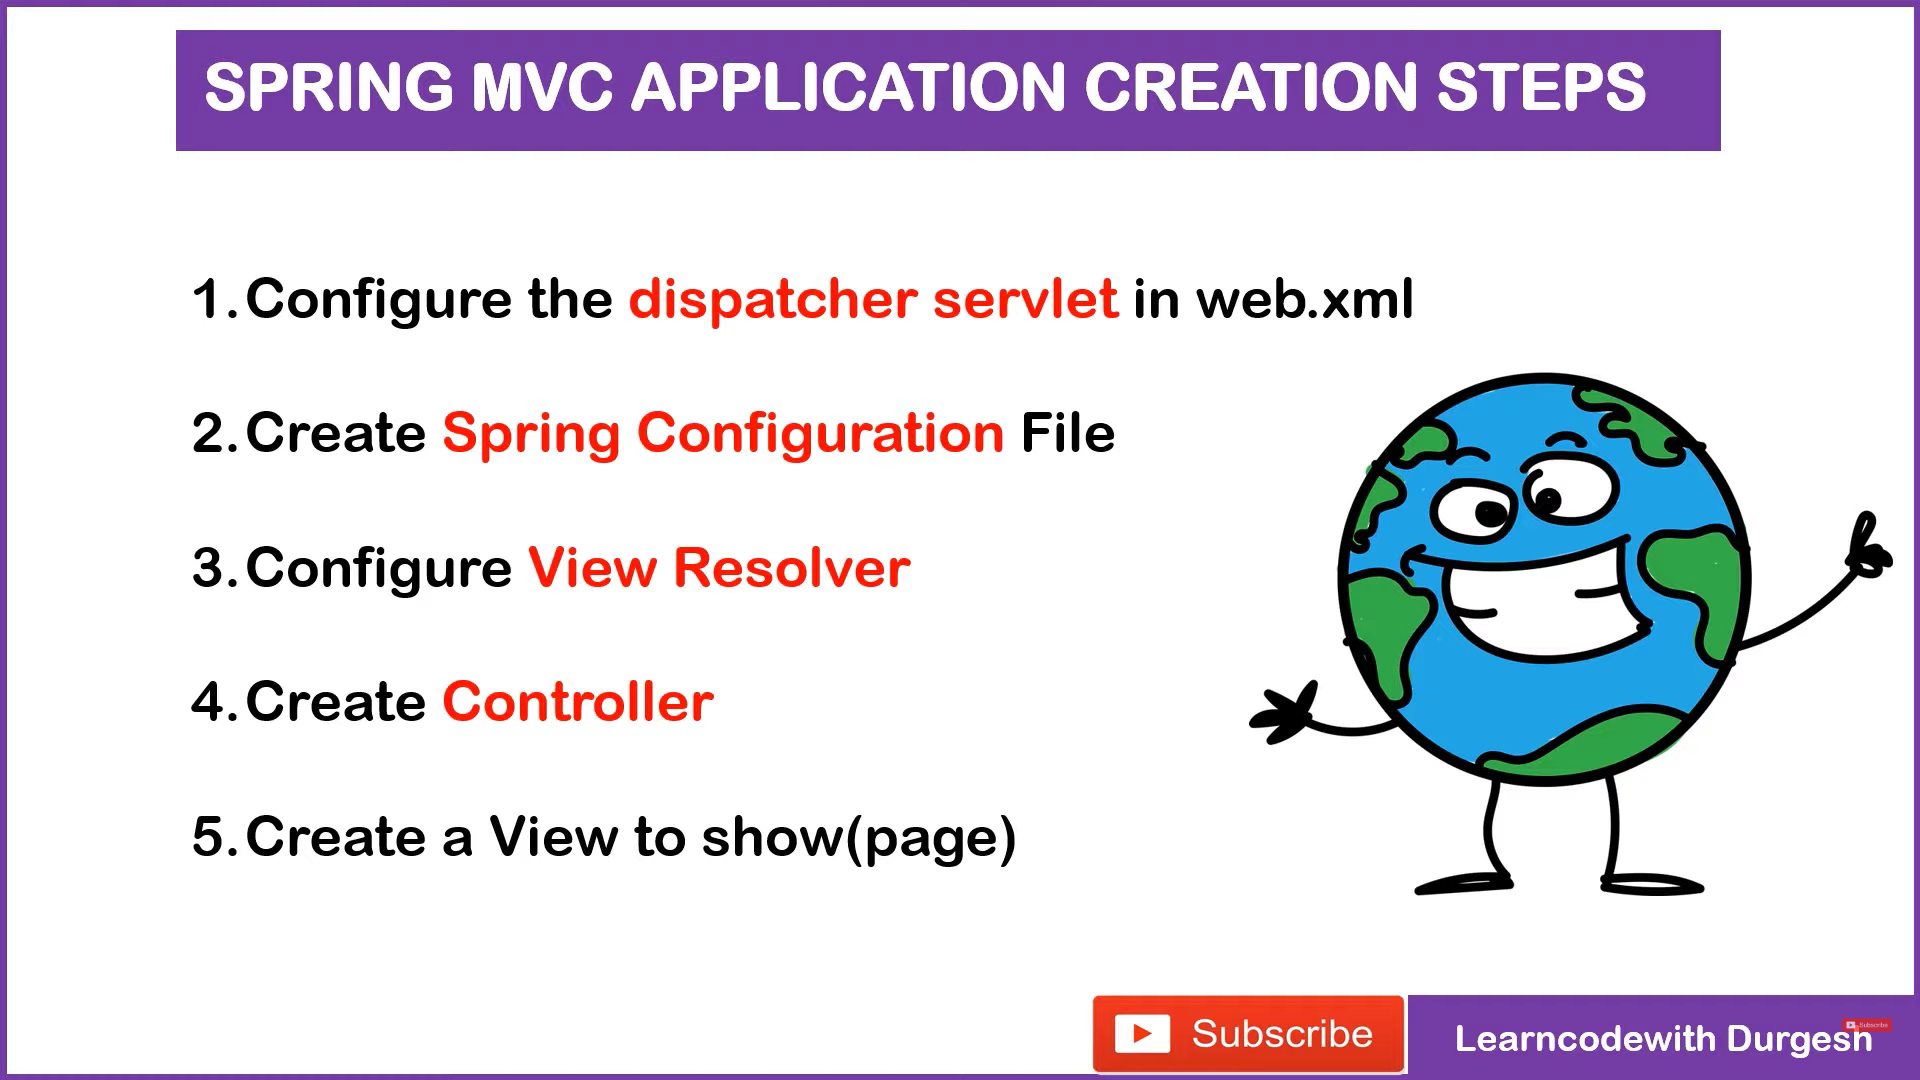 SPRING MVC APPLICATION CREATION STEPS
1. Configure the dispatcher servlet in web.xml
2. Create Spring Configuration File
3. Configure View Resolver
4. Create Controller
5. Create a View to show(page)
Subscribe
Learncodewith Durgesh
Subscribe